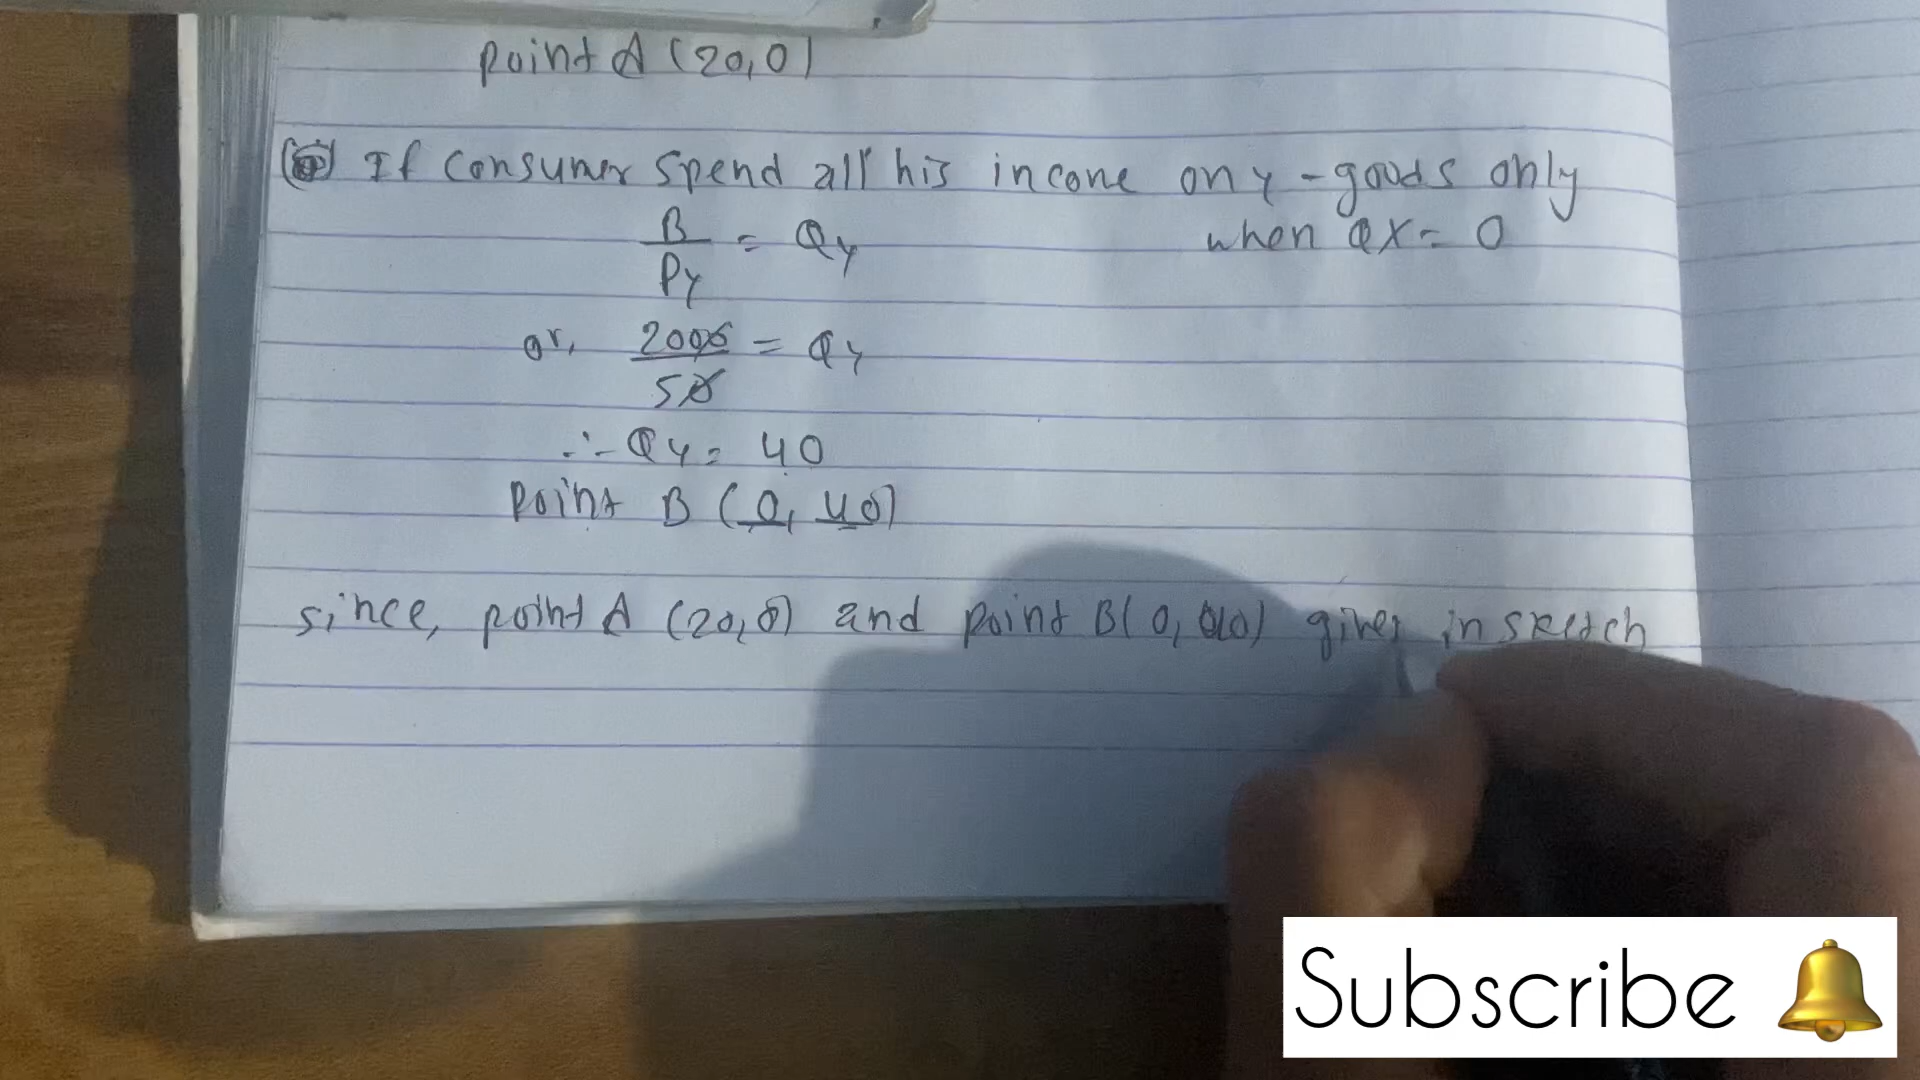 point A (20,0)
If consumer spend all his income on y-goods only
B/Py = Qy when QX = 0
or, 2000/50 = Qy
∴ Qy = 40
Point B (0, 40)
since, point A (20,0) and point B(0, 40) given in sketch
Subscribe